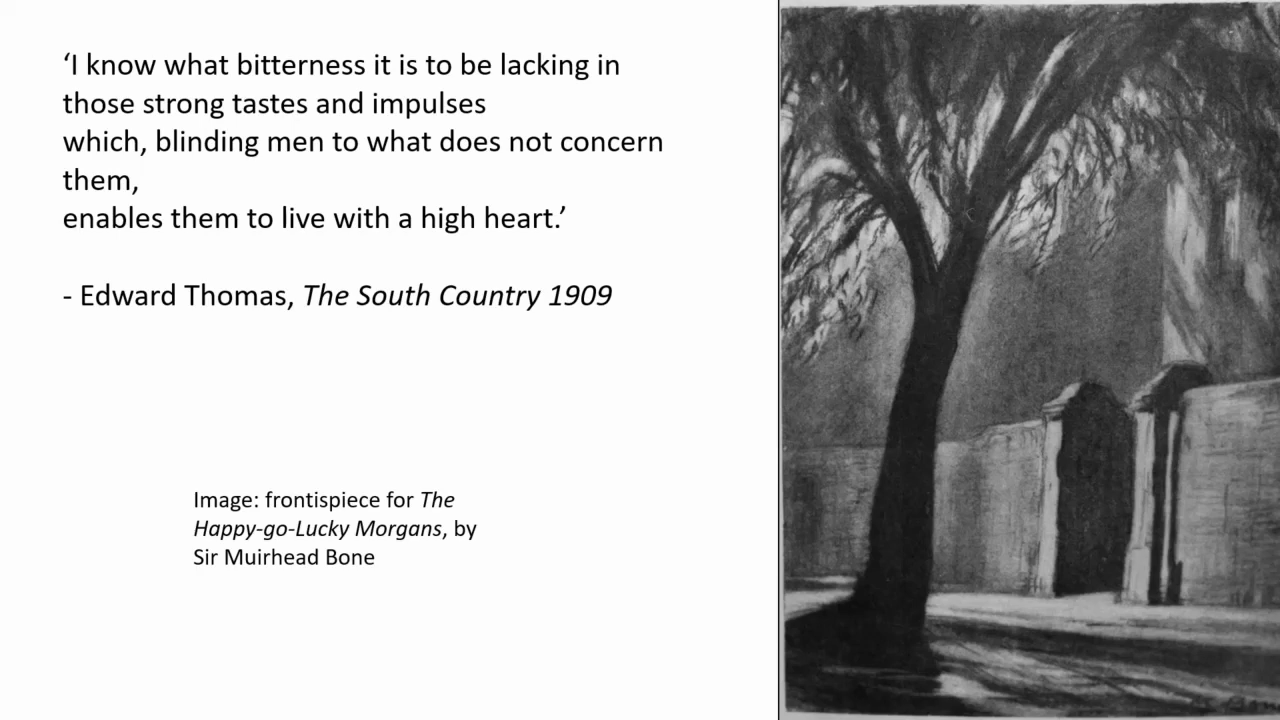 ‘I know what bitterness it is to be lacking in
those strong tastes and impulses
which, blinding men to what does not concern
them,
enables them to live with a high heart.’
- Edward Thomas, The South Country 1909
Image: frontispiece for The
Happy-go-Lucky Morgans, by
Sir Muirhead Bone